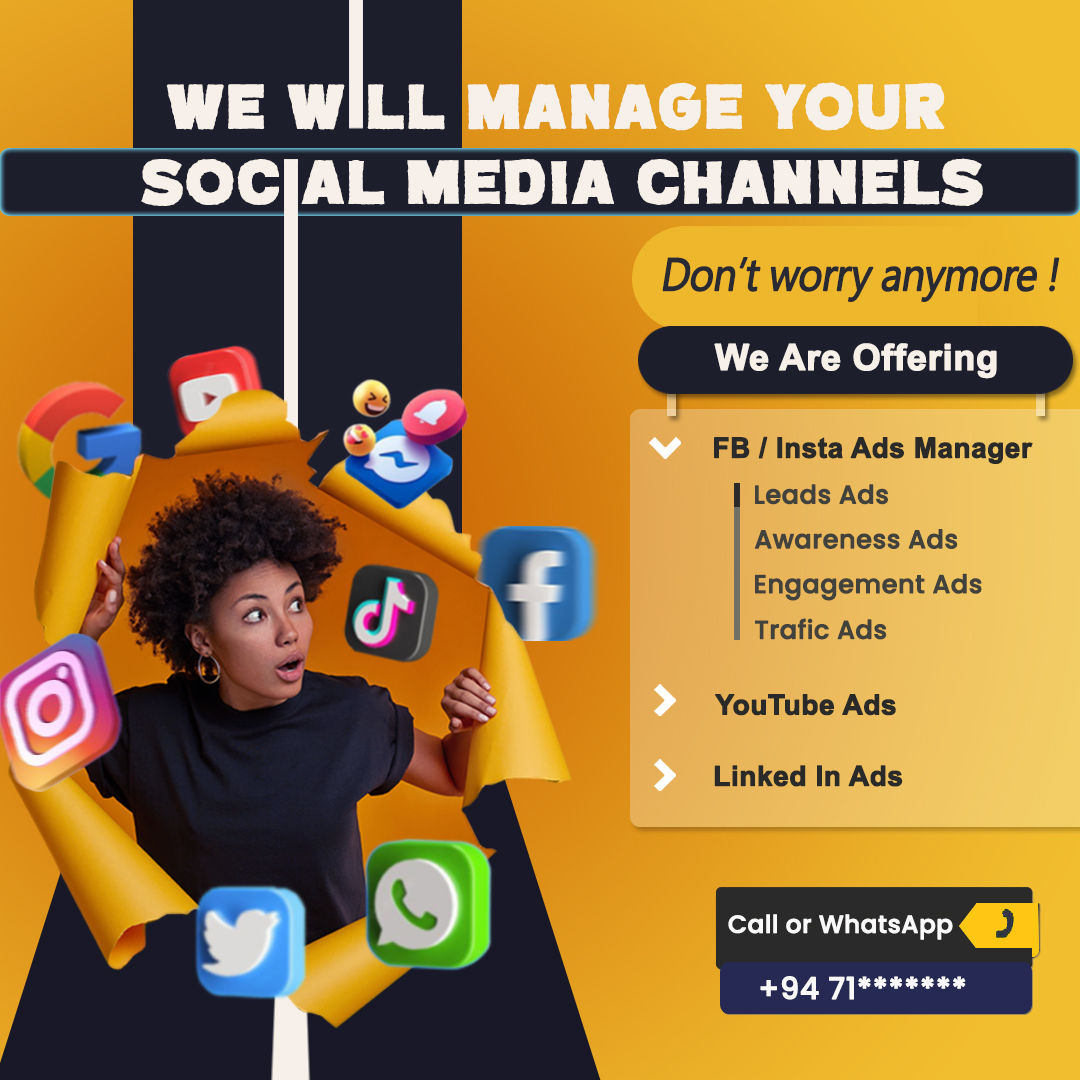 WE WILL MANAGE YOUR
SOCIAL MEDIA CHANNELS
Don't worry anymore !
We Are Offering
FB / Insta Ads Manager
Leads Ads
Awareness Ads
Engagement Ads
Trafic Ads
YouTube Ads
Linked In Ads
Call or WhatsApp
+94 71*******